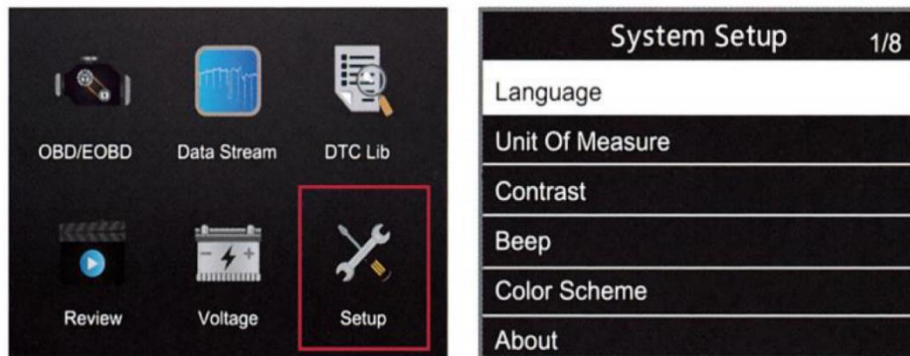 OBD/EOBD
Data Stream
DTC Lib
Review
Voltage
Setup
System Setup 1/8
Language
Unit Of Measure
Contrast
Beep
Color Scheme
About